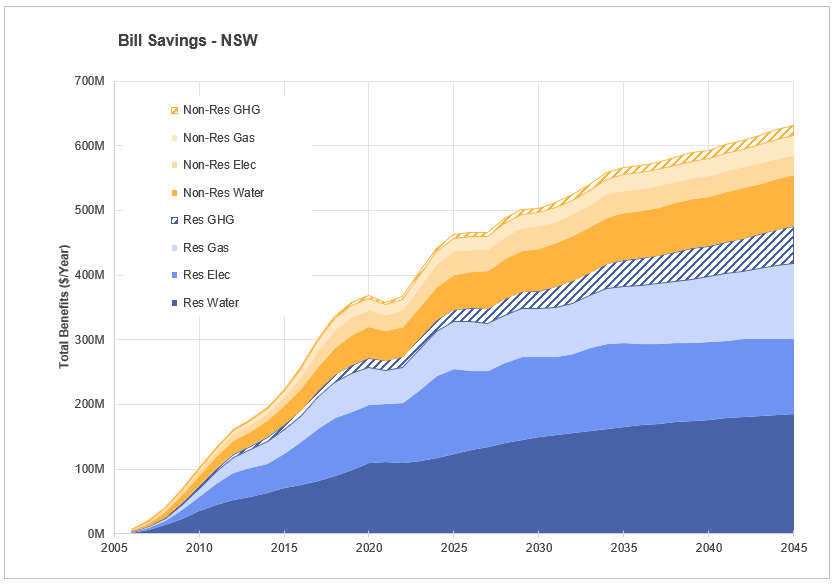 Bill Savings - NSW
Total Benefits ($/Year)
700M
600M
500M
400M
300M
200M
100M
0M
Non-Res GHG
Non-Res Gas
Non-Res Elec
Non-Res Water
Res GHG
Res Gas
Res Elec
Res Water
2005 2010 2015 2020 2025 2030 2035 2040 2045